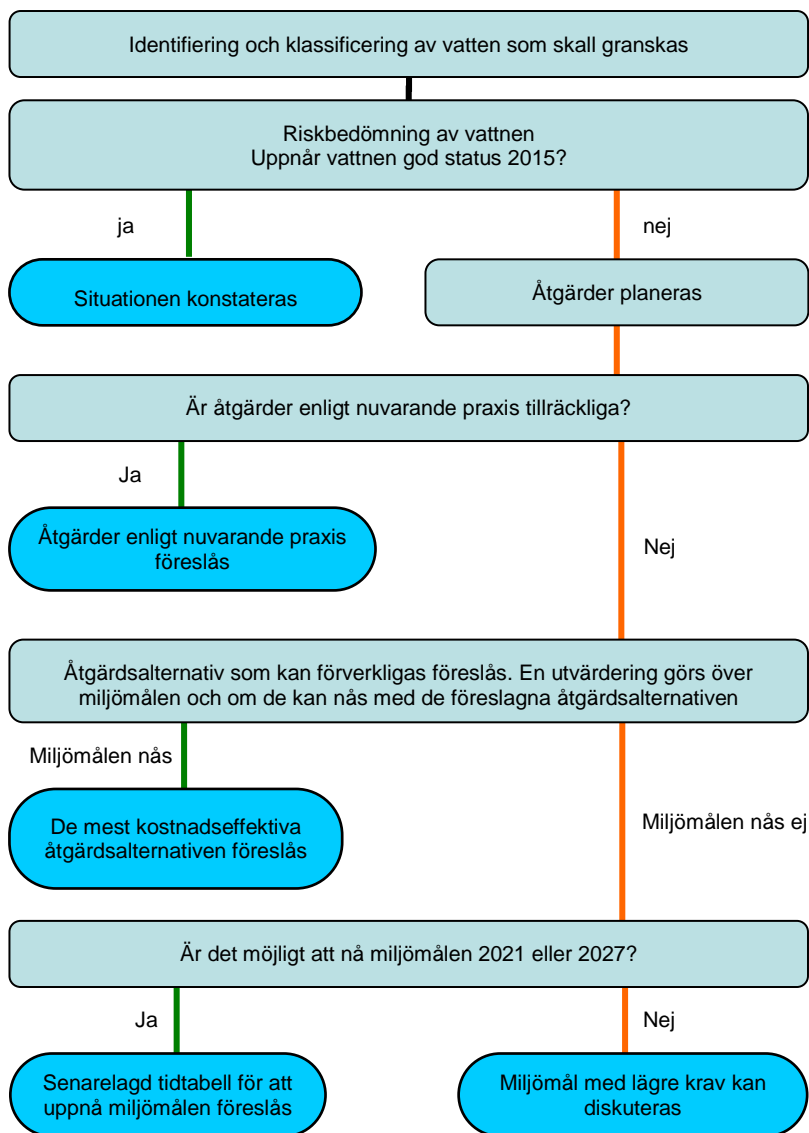 Identifiering och klassificering av vatten som skall granskas
Riskbedömning av vattnen
Uppnår vattnen god status 2015?
ja
nej
Situationen konstateras
Åtgärder planeras
Är åtgärder enligt nuvarande praxis tillräckliga?
Ja
Åtgärder enligt nuvarande praxis
föreslås
Nej
Åtgärdsalternativ som kan förverkligas föreslås. En utvärdering görs över
miljömålen och om de kan nås med de föreslagna åtgärdsalternativen
Miljömålen nås
De mest kostnadseffektiva
åtgärdsalternativen föreslås
Miljömålen nås ej
Är det möjligt att nå miljömålen 2021 eller 2027?
Ja
Nej
Senarelagd tidtabell för att
uppnå miljömålen föreslås
Miljömål med lägre krav kan
diskuteras